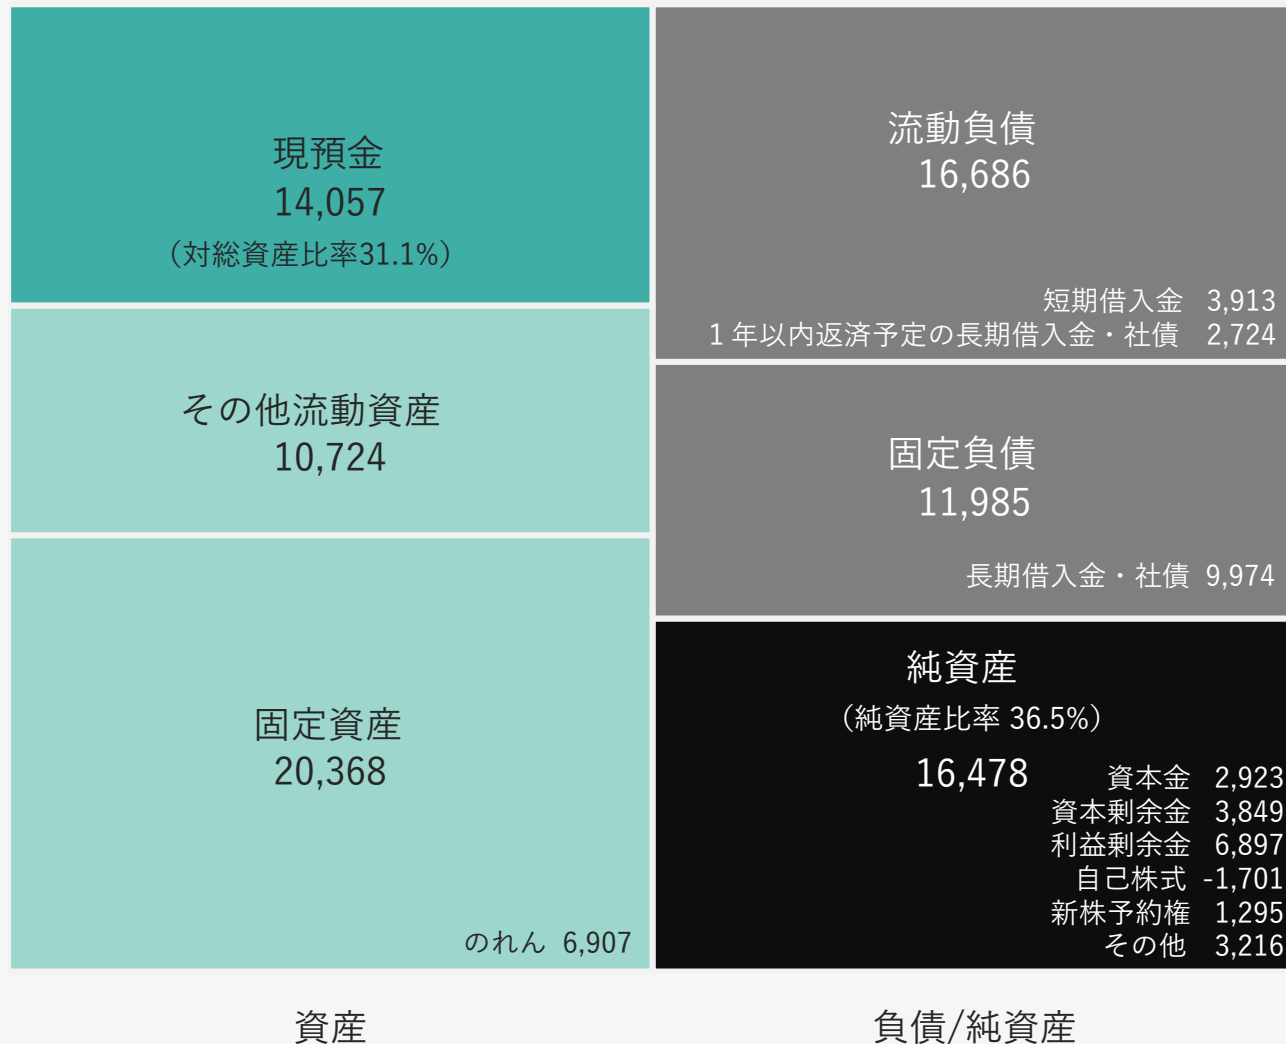 現預金
14,057
（対総資産比率31.1%）
その他流動資産
10,724
固定資産
20,368
のれん 6,907
資産
流動負債
16,686
短期借入金 3,913
1年以内返済予定の長期借入金・社債 2,724
固定負債
11,985
長期借入金・社債 9,974
純資産
（純資産比率 36.5%）
16,478
資本金 2,923
資本剰余金 3,849
利益剰余金 6,897
自己株式 -1,701
新株予約権 1,295
その他 3,216
負債/純資産